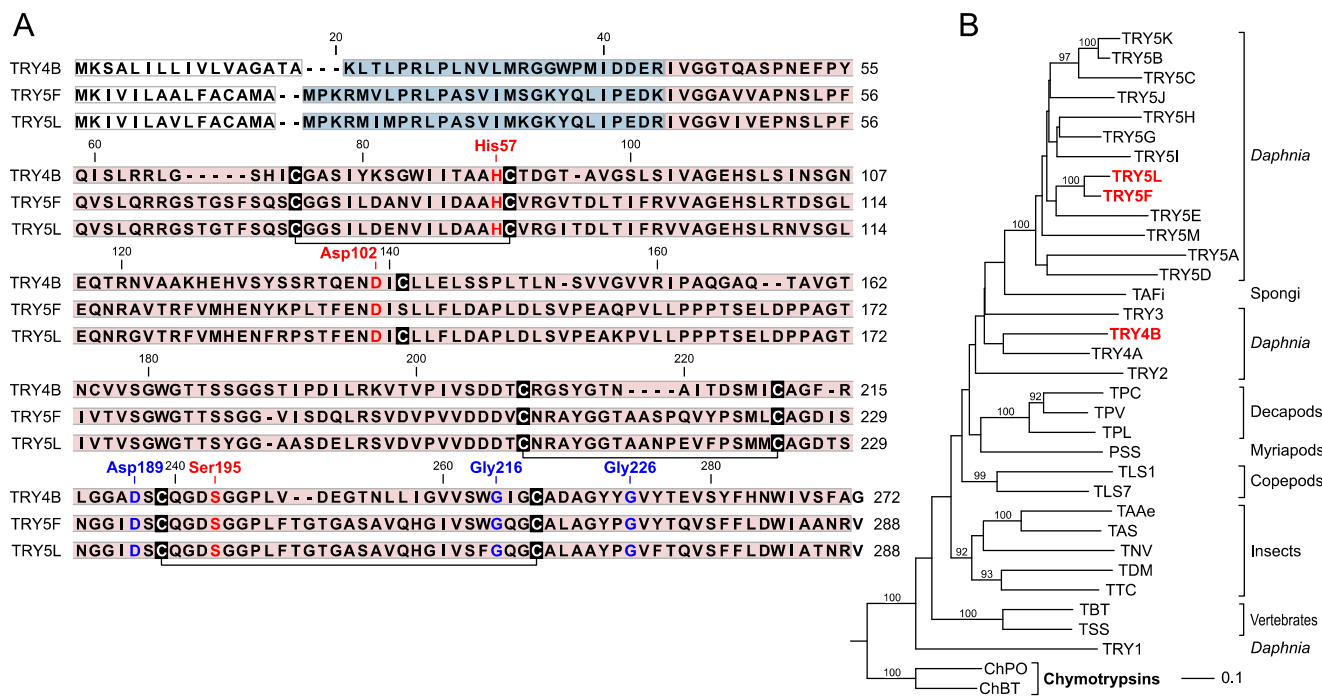 A
B
20 40
TRY4B MKSALILLIVLVAGATA---KLTLPRLPLNVLMRGGWPMIDDERIVGGTQASPNEFPY 55
TRY5F MKIVILAALFACAMA--MPKRMVLPRLPASVIMSGKYQLIPEDKIVGGAVVAPNSLPF 56
TRY5L MKIVILAVLFACAMA--MPKRMIMPRLPASVIMSGKYQLIPEDRIVGGVIVEPNSLPF 56
60 80 His57 100
TRY4B QISLRRLG-----SHICGASIYKSGWIITAAHCTDGT-AVGSLSIVAGEHSLSINSGN 107
TRY5F QVSLQRRGSTGTFSQSCGGSILDANVIIDAAHCVRGVTDLTIFRVVAGEHSLRTDSGL 114
TRY5L QVSLQRRGSTGTFSQSCGGSILDENVILDAAHCVRGITDLTIFRVVAGEHSLRNVSGL 114
120 Asp102 140 160
TRY4B EQTRNVAAKHEHVSYSSRTQENDICLLELSSPLTLN-SVVGVVRIPAQGAQ--TAVGT 162
TRY5F EQNRAVTRFVMHENYKPLTFENDISLLFLDAPLDLSVPEAQPVLLPPPTSELDPPAGT 172
TRY5L EQNRGVTRFVMHENFRPSTFENDICLLFLDAPLDLSVPEAKPVLLPPPTSELDPPAGT 172
180 200 220
TRY4B NCVVSGWGTTSSGGSTIPDILRKVTVPIVSDDTCRGSYGTN----AITDSMICAGF-R 215
TRY5F IVTVSGWGTTSSGG-VISDQLRSVDVPVVDDDVCNRAYGGTAASPQVYPSMLCAGDIS 229
TRY5L IVTVSGWGTTSYGG-AASDELRSVDVPVVDDDTCNRAYGGTAANPEVFPSMMCAGDTS 229
Asp189 240 Ser195 260 Gly216 Gly226 280
TRY4B LGGADSCQGDSGGPLV--DEGTNLLIGVVSWGIGCADAGYYGVYTEVSYFHNWIVSFAG 272
TRY5F NGGIDSCQGDSGGPLFTGTGASAVQHGIVSWGQGCALAGYPGVYTQVSFFLDWIAANRV 288
TRY5L NGGIDSCQGDSGGPLFTGTGASAVQHGIVSFGQGCALAAYPGVFTQVSFFLDWIATNRV 288
100 TRY5K
97 TRY5B
TRY5C
TRY5J
TRY5H
TRY5G
Daphnia
TRY5I
100 TRY5L
TRY5F
TRY5E
100 TRY5M
TRY5A
TRY5D
TAFi Spongi
TRY3
TRY4B
Daphnia
TRY4A
TRY2
92 TPC
100 TPV Decapods
TPL
PSS Myriapods
99 TLS1
Copepods
TLS7
TAAe
TAS
92 TNV Insects
93 TDM
TTC
100 TBT
Vertebrates
100 TSS
TRY1 Daphnia
100 ChPO
Chymotrypsins 0.1
ChBT